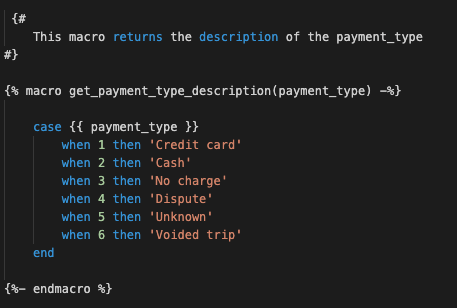 {#
This macro returns the description of the payment_type
#}
{% macro get_payment_type_description(payment_type) -%}
case {{ payment_type }}
when 1 then 'Credit card'
when 2 then 'Cash'
when 3 then 'No charge'
when 4 then 'Dispute'
when 5 then 'Unknown'
when 6 then 'Voided trip'
end
{%- endmacro %}